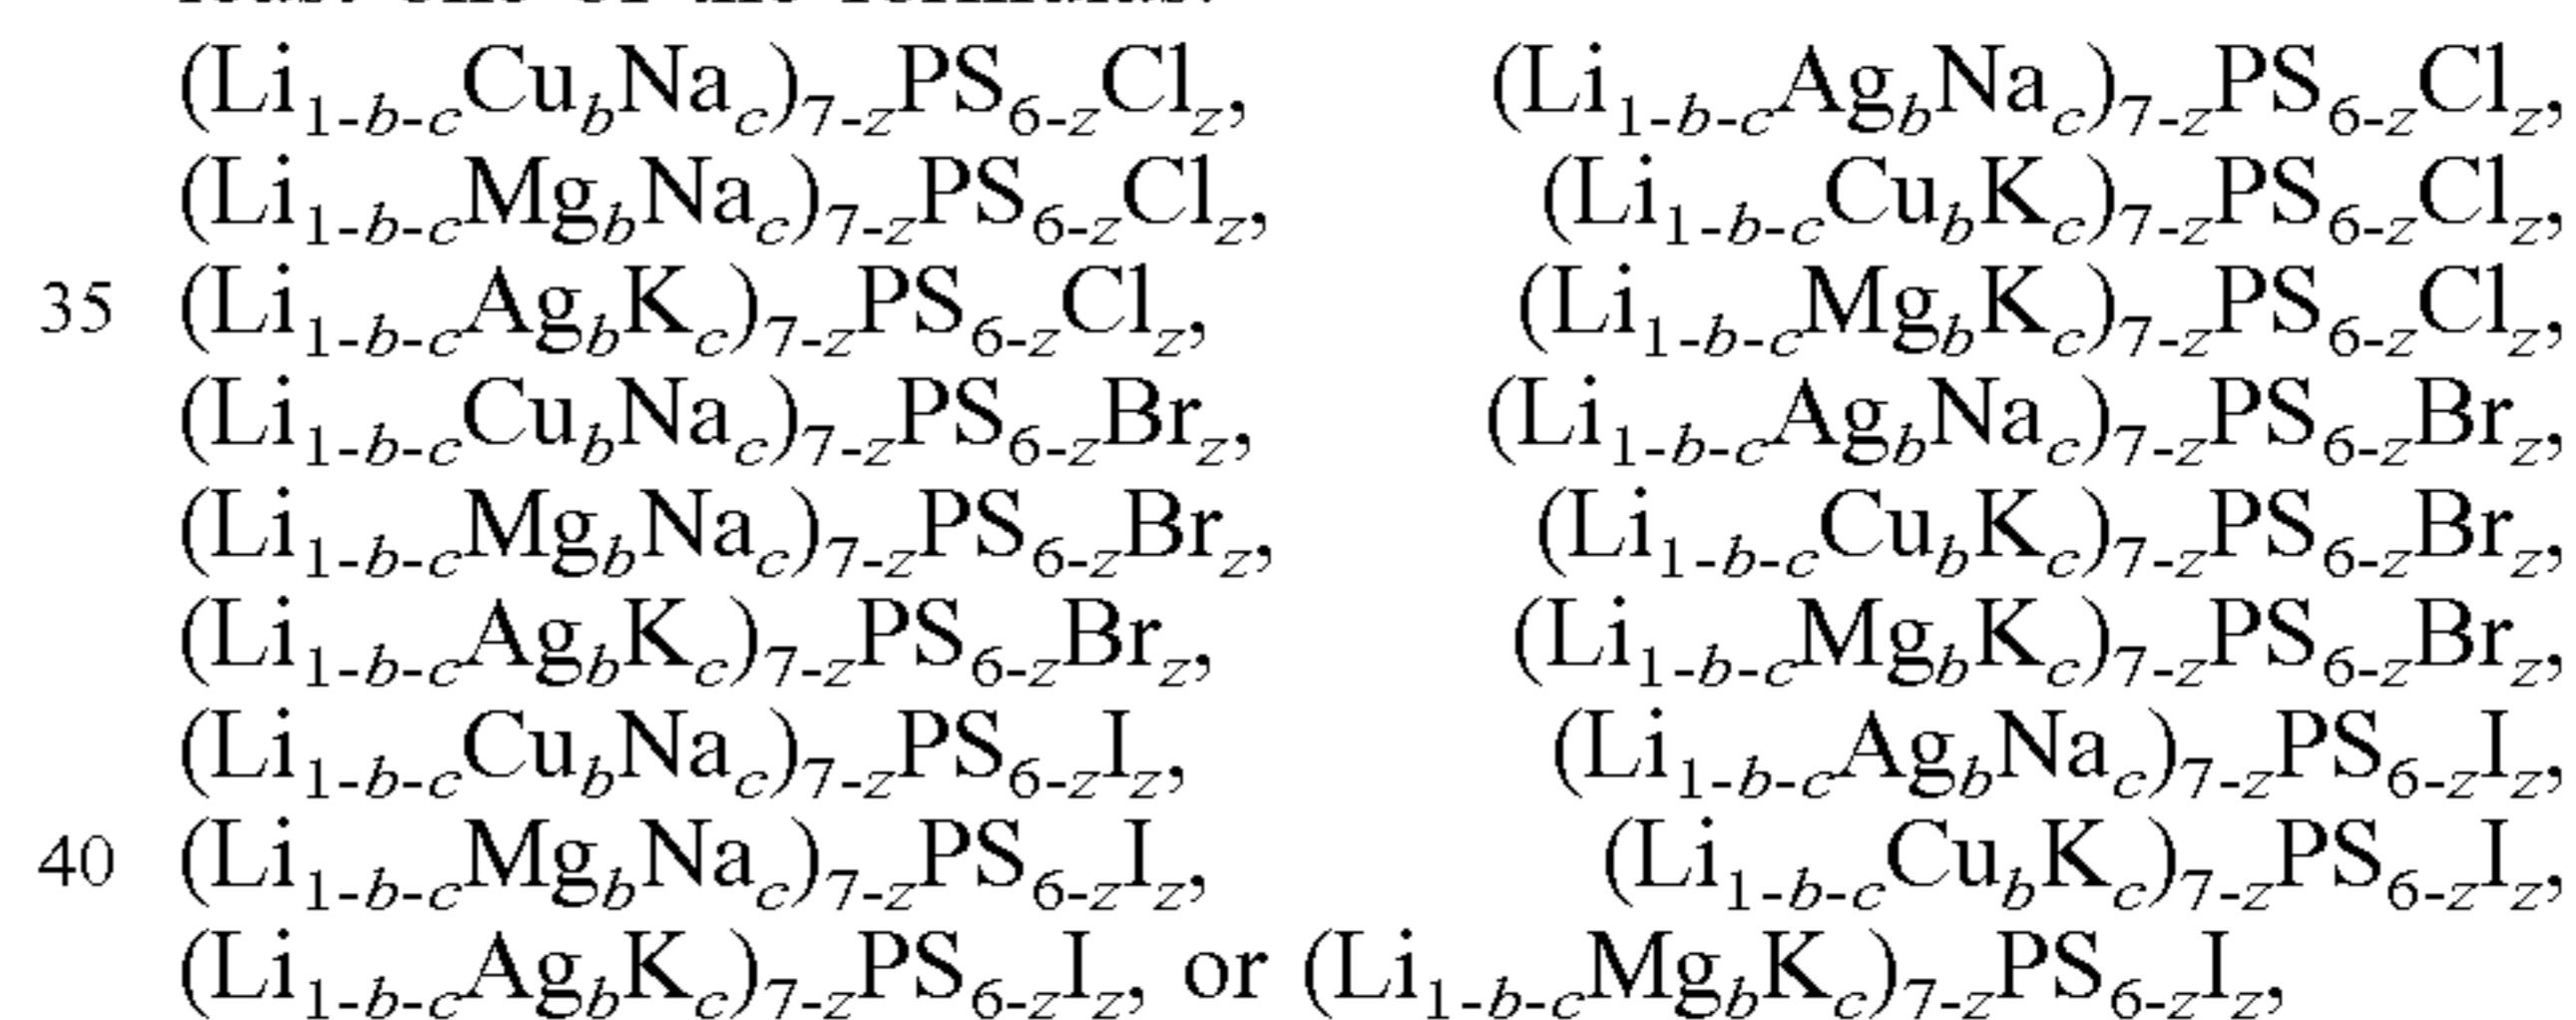 (Li1-b-cCubNac)7-zPS6-zClz, (Li1-b-cAgbNac)7-zPS6-zClz,
(Li1-b-cMgbNac)7-zPS6-zClz, (Li1-b-cCubKc)7-zPS6-zClz,
35 (Li1-b-cAgbKc)7-zPS6-zClz, (Li1-b-cMgbKc)7-zPS6-zClz,
(Li1-b-cCubNac)7-zPS6-zBrz, (Li1-b-cAgbNac)7-zPS6-zBrz,
(Li1-b-cMgbNac)7-zPS6-zBrz, (Li1-b-cCubKc)7-zPS6-zBrz,
(Li1-b-cAgbKc)7-zPS6-zBrz, (Li1-b-cMgbKc)7-zPS6-zBrz,
(Li1-b-cCubNac)7-zPS6-zIz, (Li1-b-cAgbNac)7-zPS6-zIz,
40 (Li1-b-cMgbNac)7-zPS6-zIz, (Li1-b-cCubKc)7-zPS6-zIz,
(Li1-b-cAgbKc)7-zPS6-zIz, or (Li1-b-cMgbKc)7-zPS6-zIz,